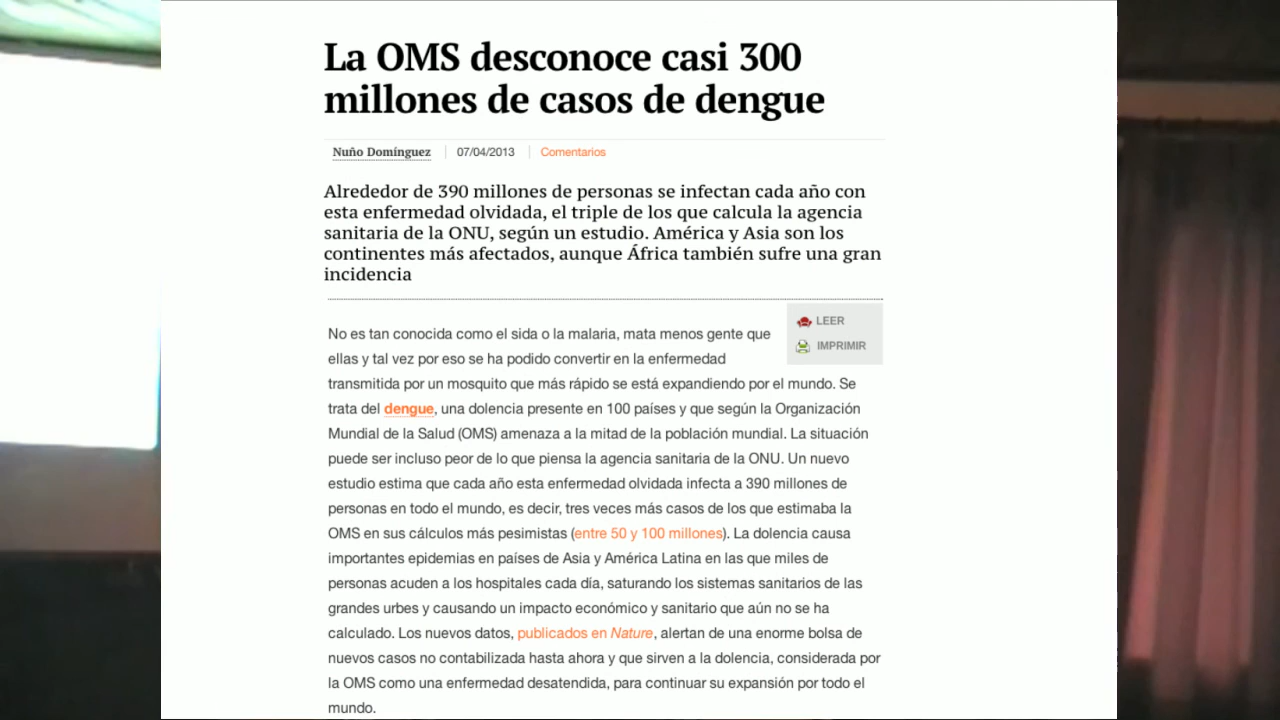 La OMS desconoce casi 300
millones de casos de dengue
Nuño Domínguez | 07/04/2013 | Comentarios
Alrededor de 390 millones de personas se infectan cada año con
esta enfermedad olvidada, el triple de los que calcula la agencia
sanitaria de la ONU, según un estudio. América y Asia son los
continentes más afectados, aunque África también sufre una gran
incidencia
LEER
IMPRIMIR
No es tan conocida como el sida o la malaria, mata menos gente que
ellas y tal vez por eso se ha podido convertir en la enfermedad
transmitida por un mosquito que más rápido se está expandiendo por el mundo. Se
trata del dengue, una dolencia presente en 100 países y que según la Organización
Mundial de la Salud (OMS) amenaza a la mitad de la población mundial. La situación
puede ser incluso peor de lo que piensa la agencia sanitaria de la ONU. Un nuevo
estudio estima que cada año esta enfermedad olvidada infecta a 390 millones de
personas en todo el mundo, es decir, tres veces más casos de los que estimaba la
OMS en sus cálculos más pesimistas (entre 50 y 100 millones). La dolencia causa
importantes epidemias en países de Asia y América Latina en las que miles de
personas acuden a los hospitales cada día, saturando los sistemas sanitarios de las
grandes urbes y causando un impacto económico y sanitario que aún no se ha
calculado. Los nuevos datos, publicados en Nature, alertan de una enorme bolsa de
nuevos casos no contabilizada hasta ahora y que sirven a la dolencia, considerada por
la OMS como una enfermedad desatendida, para continuar su expansión por todo el
mundo.